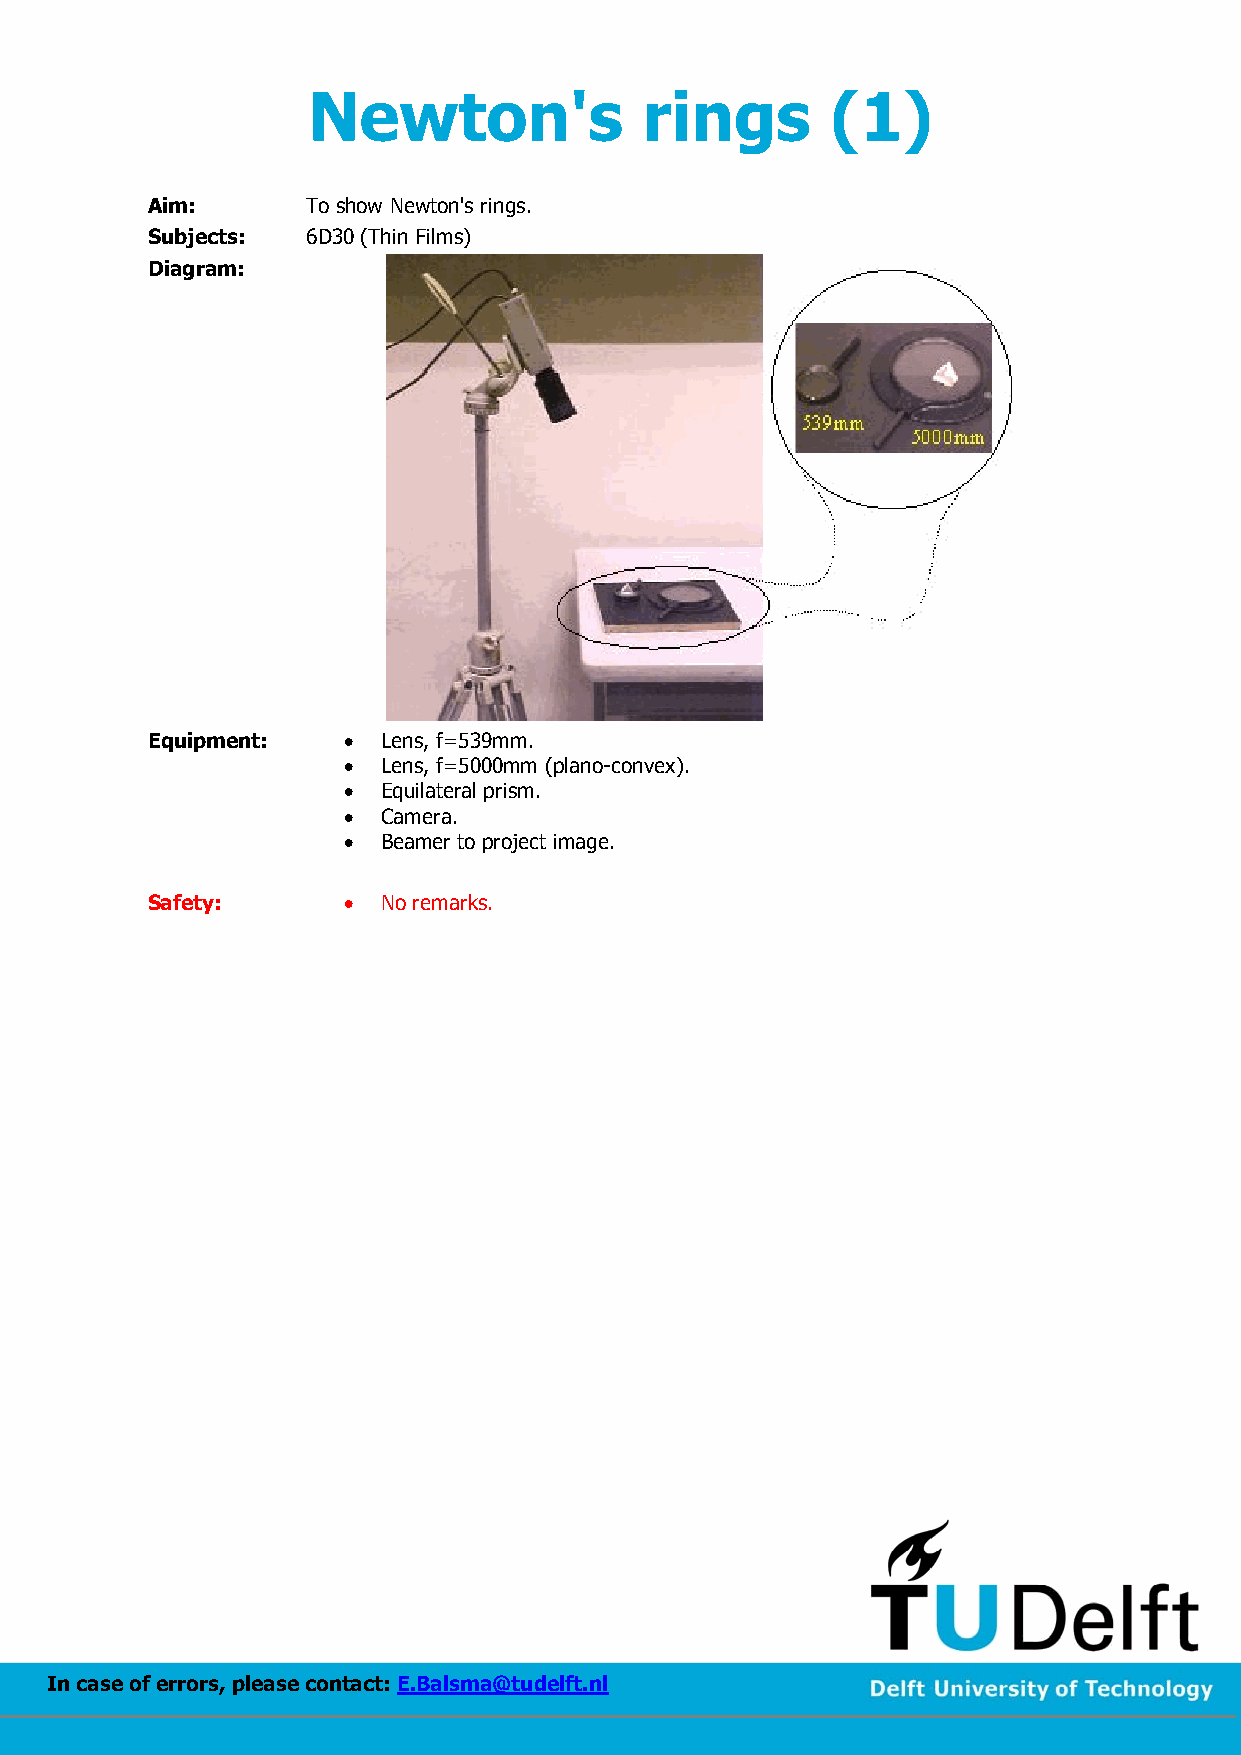 Newton's rings (1)
Aim: To show Newton's rings.
Subjects: 6D30 (Thin Films)
Diagram:
539mm
5000mm
Equipment: • Lens, f=539mm.
• Lens, f=5000mm (plano-convex).
• Equilateral prism.
• Camera.
• Beamer to project image.
Safety: • No remarks.
TUDelft
In case of errors, please contact: E.Balsma@tudelft.nl
Delft University of Technology